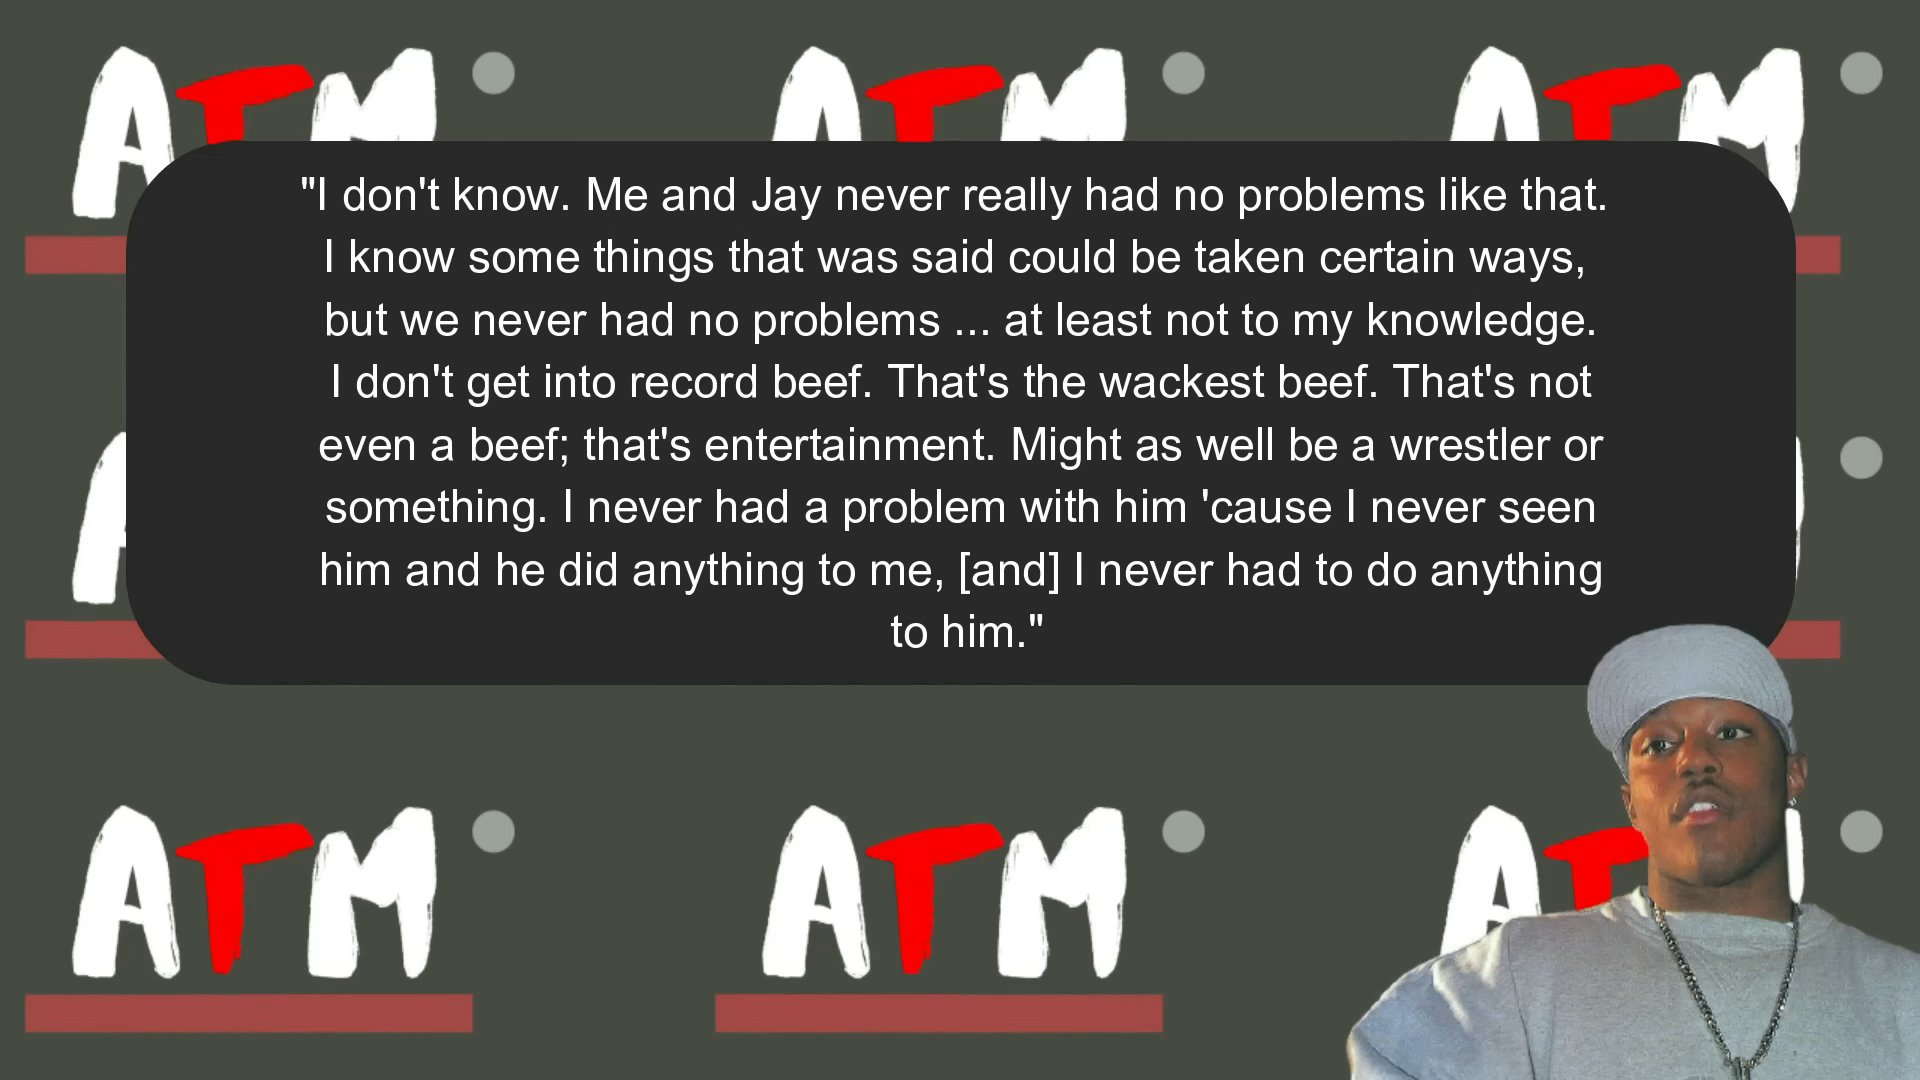 ATM ATM ATM
"I don't know. Me and Jay never really had no problems like that.
I know some things that was said could be taken certain ways,
but we never had no problems ... at least not to my knowledge.
I don't get into record beef. That's the wackest beef. That's not
even a beef; that's entertainment. Might as well be a wrestler or
something. I never had a problem with him 'cause I never seen
him and he did anything to me, [and] I never had to do anything
to him."
ATM ATM AT